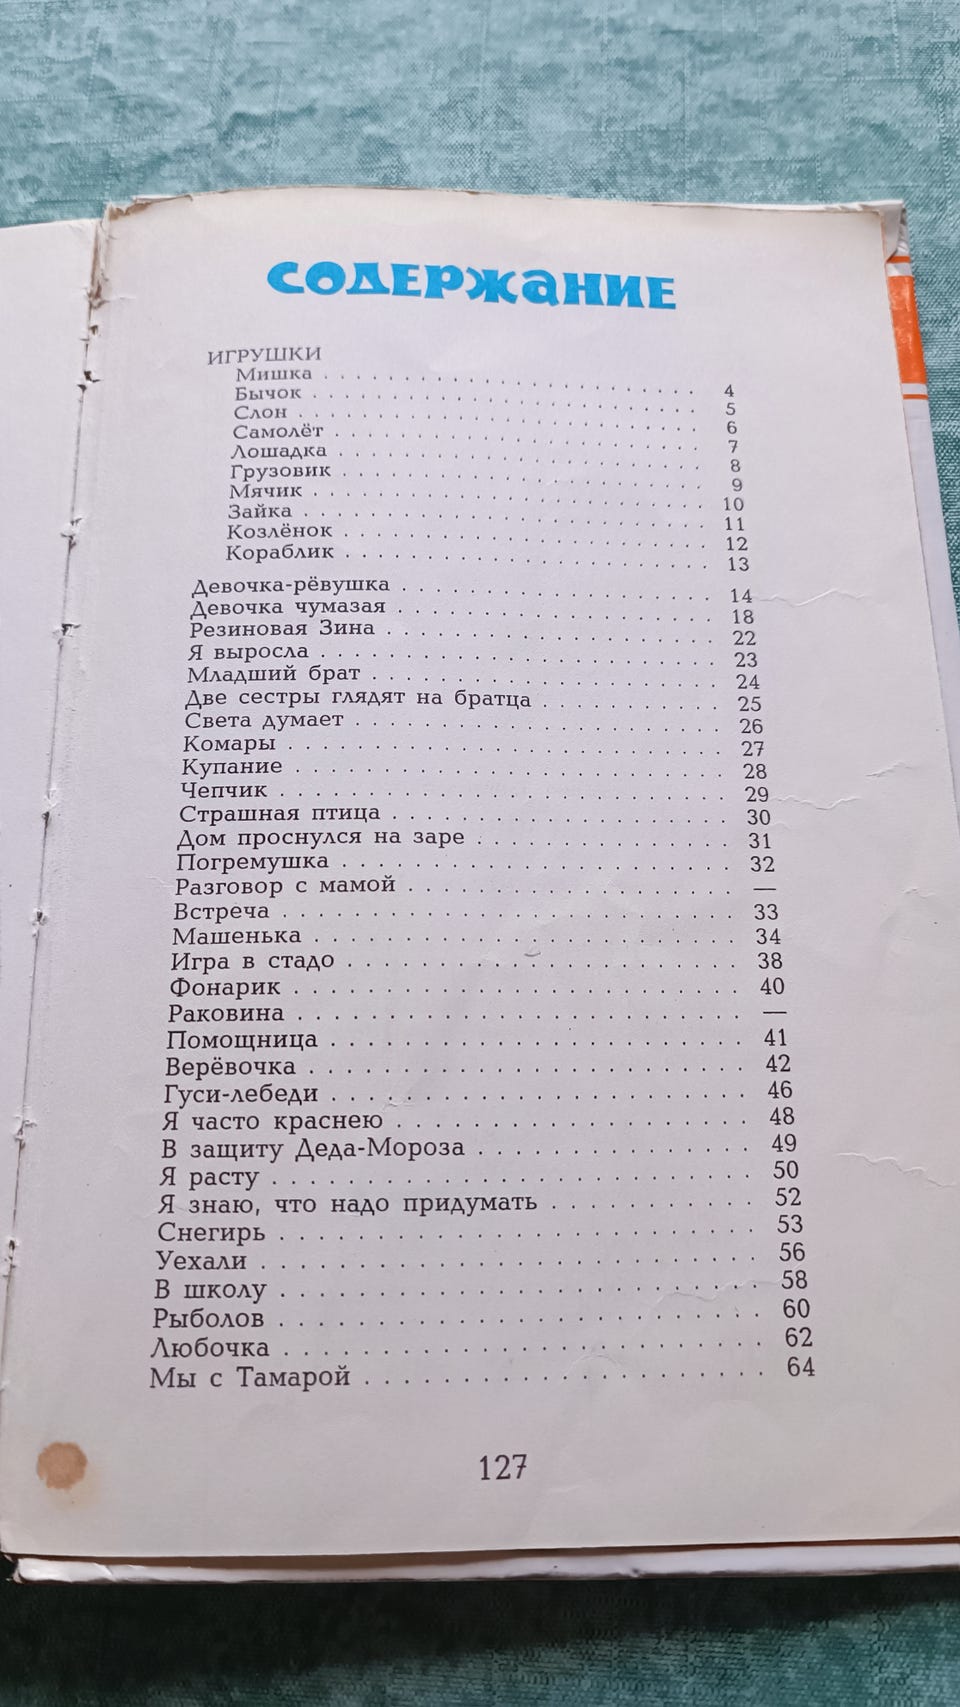 СОДЕРЖАНИЕ
ИГРУШКИ
Мишка . . . . . . . . . . . . . . . . . . . . 4
Бычок . . . . . . . . . . . . . . . . . . . . 5
Слон . . . . . . . . . . . . . . . . . . . . 6
Самолёт . . . . . . . . . . . . . . . . . . . . 7
Лошадка . . . . . . . . . . . . . . . . . . . . 8
Грузовик . . . . . . . . . . . . . . . . . . . . 9
Мячик . . . . . . . . . . . . . . . . . . . . 10
Зайка . . . . . . . . . . . . . . . . . . . . 11
Козлёнок . . . . . . . . . . . . . . . . . . . . 12
Кораблик . . . . . . . . . . . . . . . . . . . . 13
Девочка-рёвушка . . . . . . . . . . . . . . . . 14
Девочка чумазая . . . . . . . . . . . . . . . . 18
Резиновая Зина . . . . . . . . . . . . . . . . 22
Я выросла . . . . . . . . . . . . . . . . . . . . 23
Младший брат . . . . . . . . . . . . . . . . . 24
Две сестры глядят на братца . . . . . . . . . . 25
Света думает . . . . . . . . . . . . . . . . . . 26
Комары . . . . . . . . . . . . . . . . . . . . 27
Купание . . . . . . . . . . . . . . . . . . . . 28
Чепчик . . . . . . . . . . . . . . . . . . . . 29
Страшная птица . . . . . . . . . . . . . . . . 30
Дом проснулся на заре . . . . . . . . . . . . . 31
Погремушка . . . . . . . . . . . . . . . . . . 32
Разговор с мамой . . . . . . . . . . . . . . . —
Встреча . . . . . . . . . . . . . . . . . . . . 33
Машенька . . . . . . . . . . . . . . . . . . . 34
Игра в стадо . . . . . . . . . . . . . . . . . . 38
Фонарик . . . . . . . . . . . . . . . . . . . . 40
Раковина . . . . . . . . . . . . . . . . . . . . —
Помощница . . . . . . . . . . . . . . . . . . . 41
Верёвочка . . . . . . . . . . . . . . . . . . . 42
Гуси-лебеди . . . . . . . . . . . . . . . . . . 46
Я часто краснею . . . . . . . . . . . . . . . . 48
В защиту Деда-Мороза . . . . . . . . . . . . 49
Я расту . . . . . . . . . . . . . . . . . . . . 50
Я знаю, что надо придумать . . . . . . . . . 52
Снегирь . . . . . . . . . . . . . . . . . . . . 53
Уехали . . . . . . . . . . . . . . . . . . . . 56
В школу . . . . . . . . . . . . . . . . . . . . 58
Рыболов . . . . . . . . . . . . . . . . . . . . 60
Любочка . . . . . . . . . . . . . . . . . . . . 62
Мы с Тамарой . . . . . . . . . . . . . . . . . 64
127